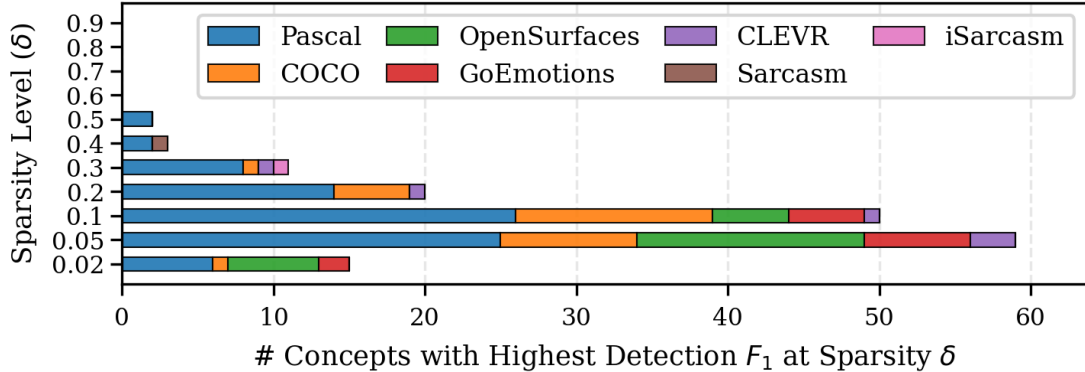 Sparsity Level (δ)
0.9
0.8
0.7
0.6
0.5
0.4
0.3
0.2
0.1
0.05
0.02
Pascal OpenSurfaces CLEVR iSarcasm
COCO GoEmotions Sarcasm
0 10 20 30 40 50 60
# Concepts with Highest Detection F₁ at Sparsity δ